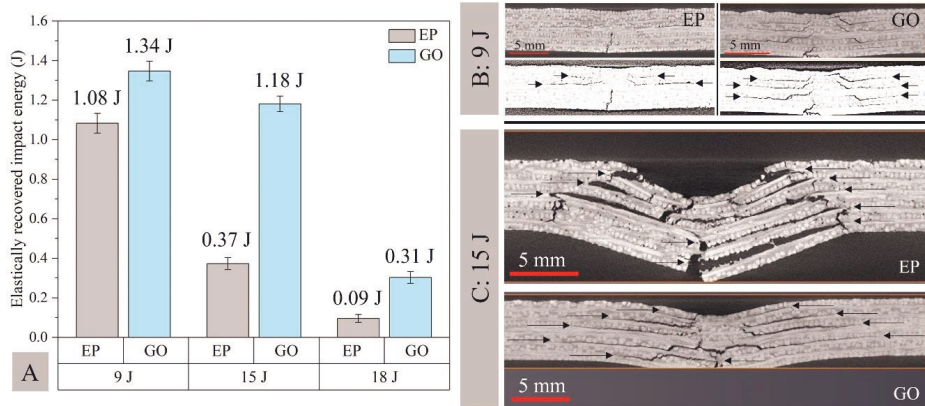 Elastically recovered impact energy (J)
1.6
1.4
1.2
1.0
0.8
0.6
0.4
0.2
0.0
EP
GO
1.08 J
1.34 J
0.37 J
1.18 J
0.09 J
0.31 J
EP GO EP GO EP GO
9 J 15 J 18 J
A
B: 9 J
EP
5 mm
GO
5 mm
C: 15 J
5 mm
EP
5 mm
GO